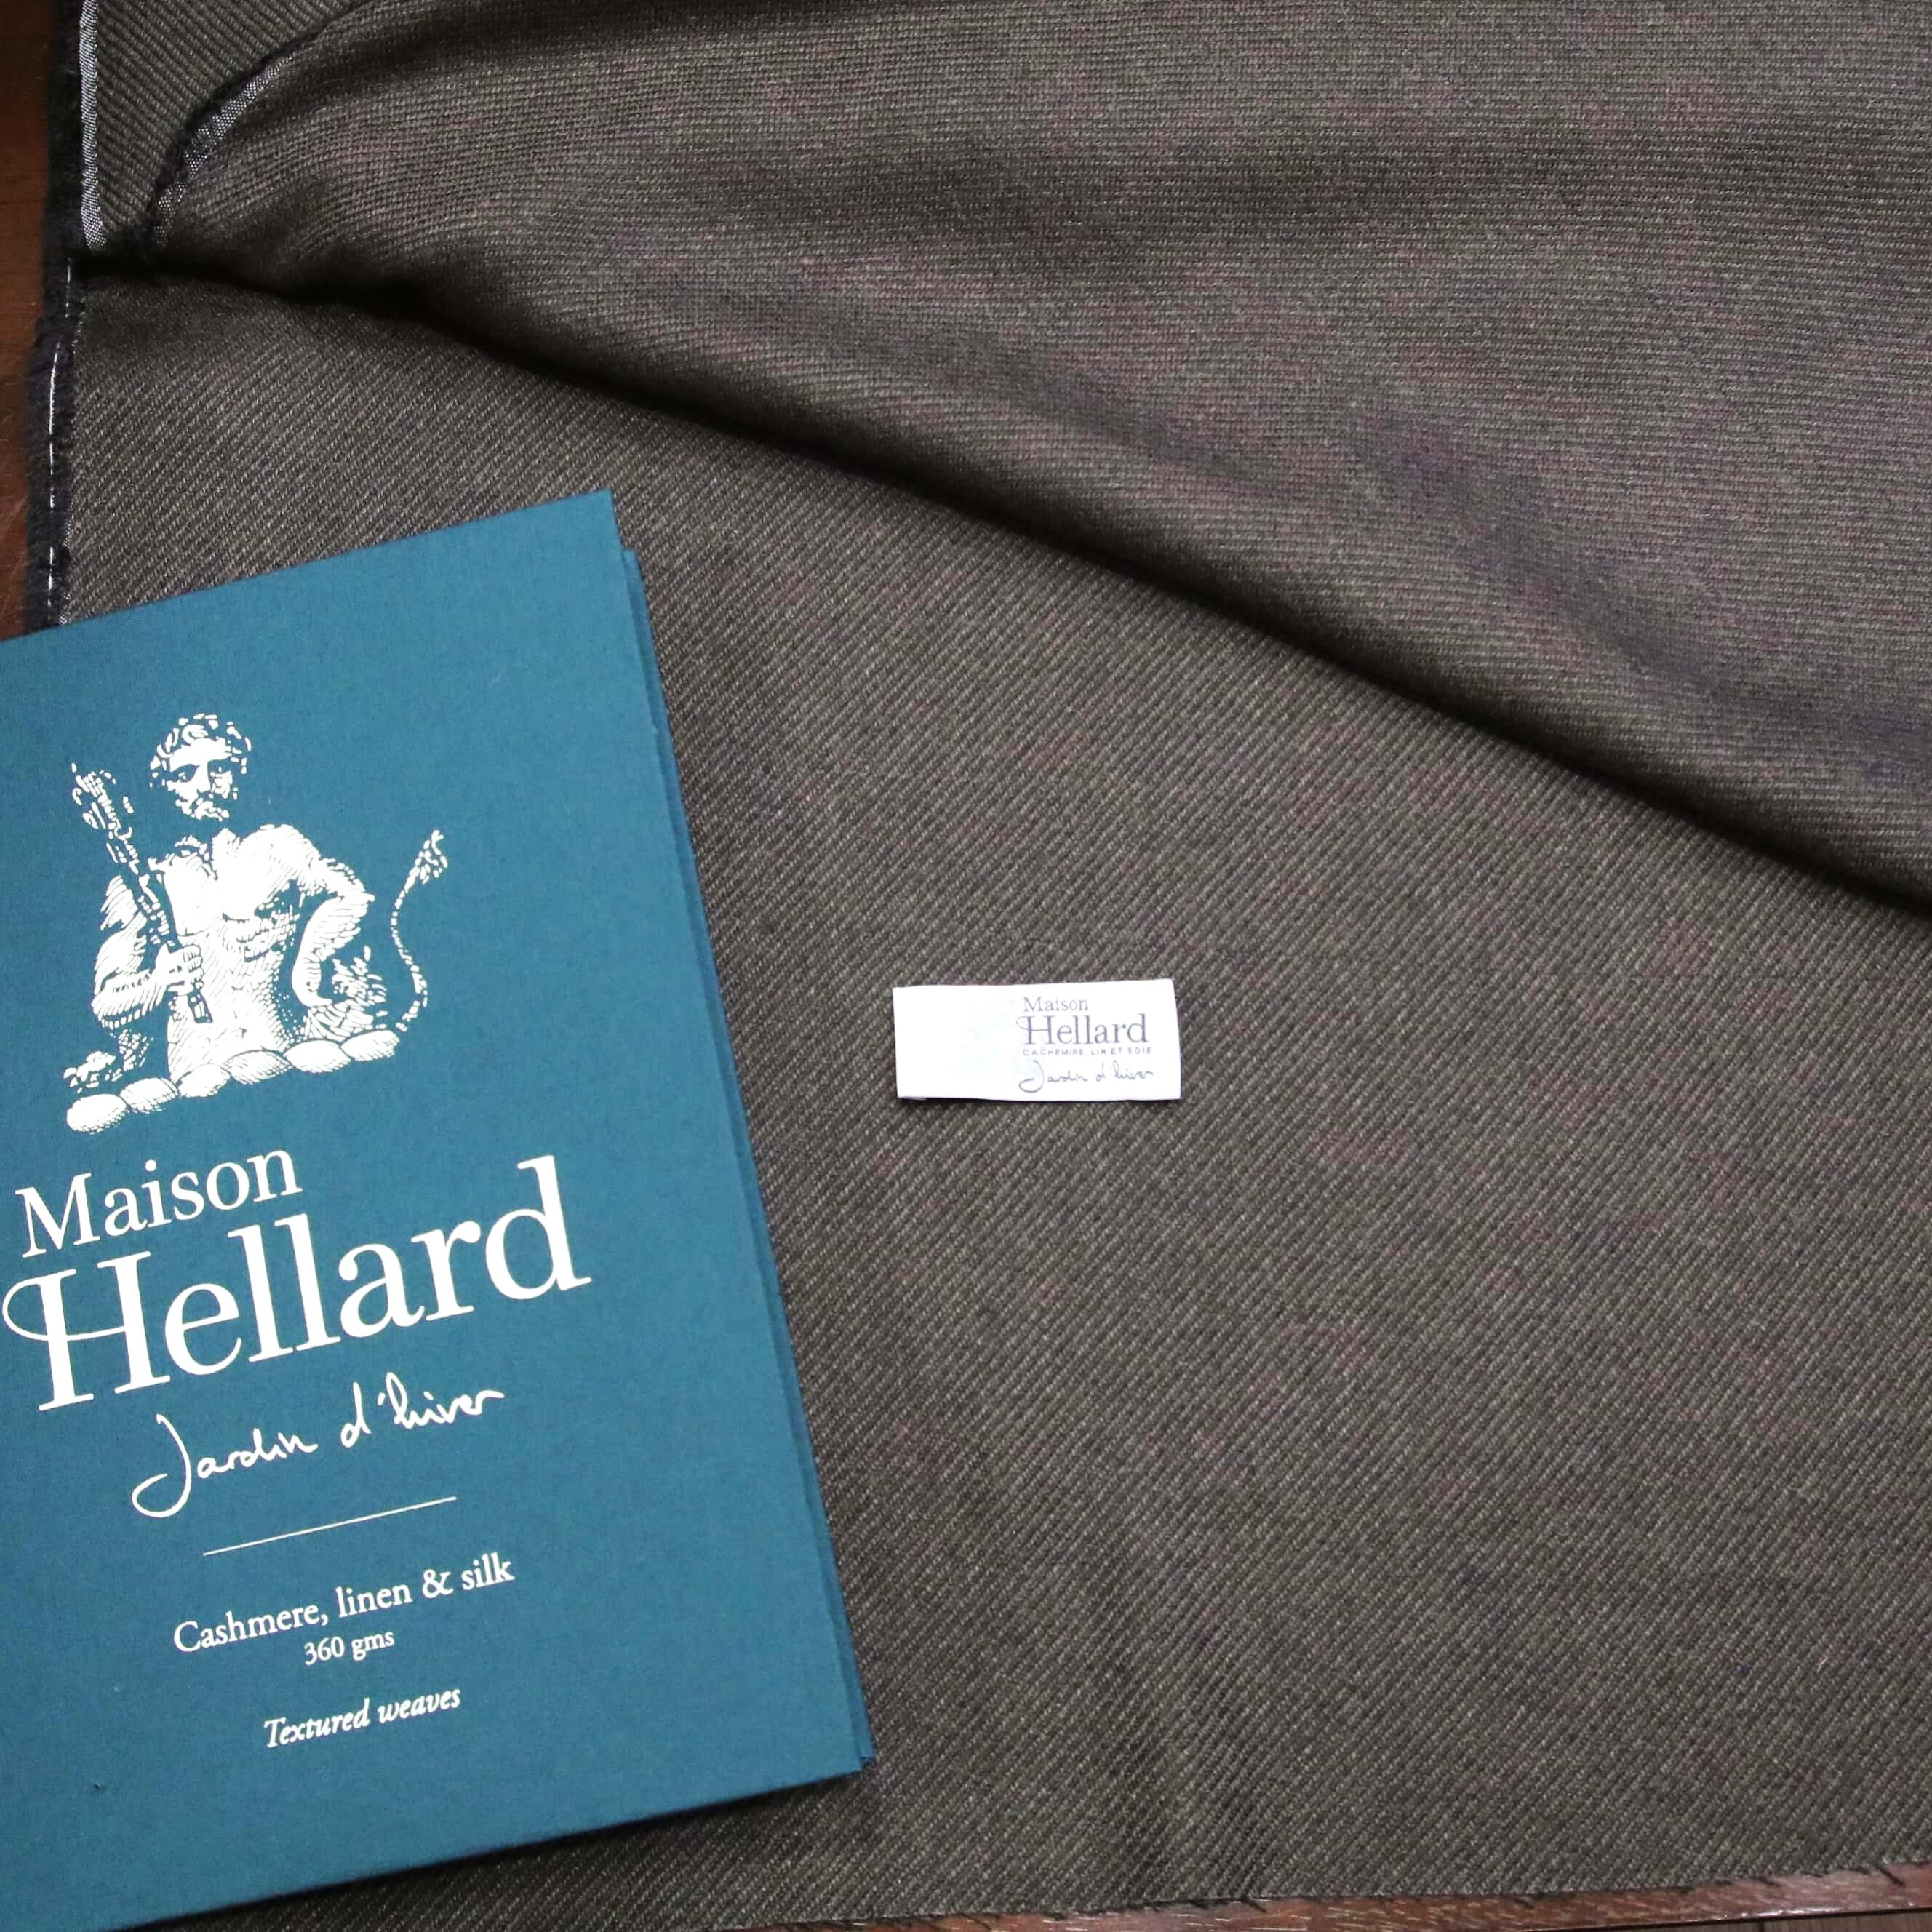 Maison
Hellard
Jardin d'hiver
Cashmere, linen & silk
360 gms
Textured weaves
Maison
Hellard
CACHEMIRE, LIN ET SOIE
Jardin d'hiver